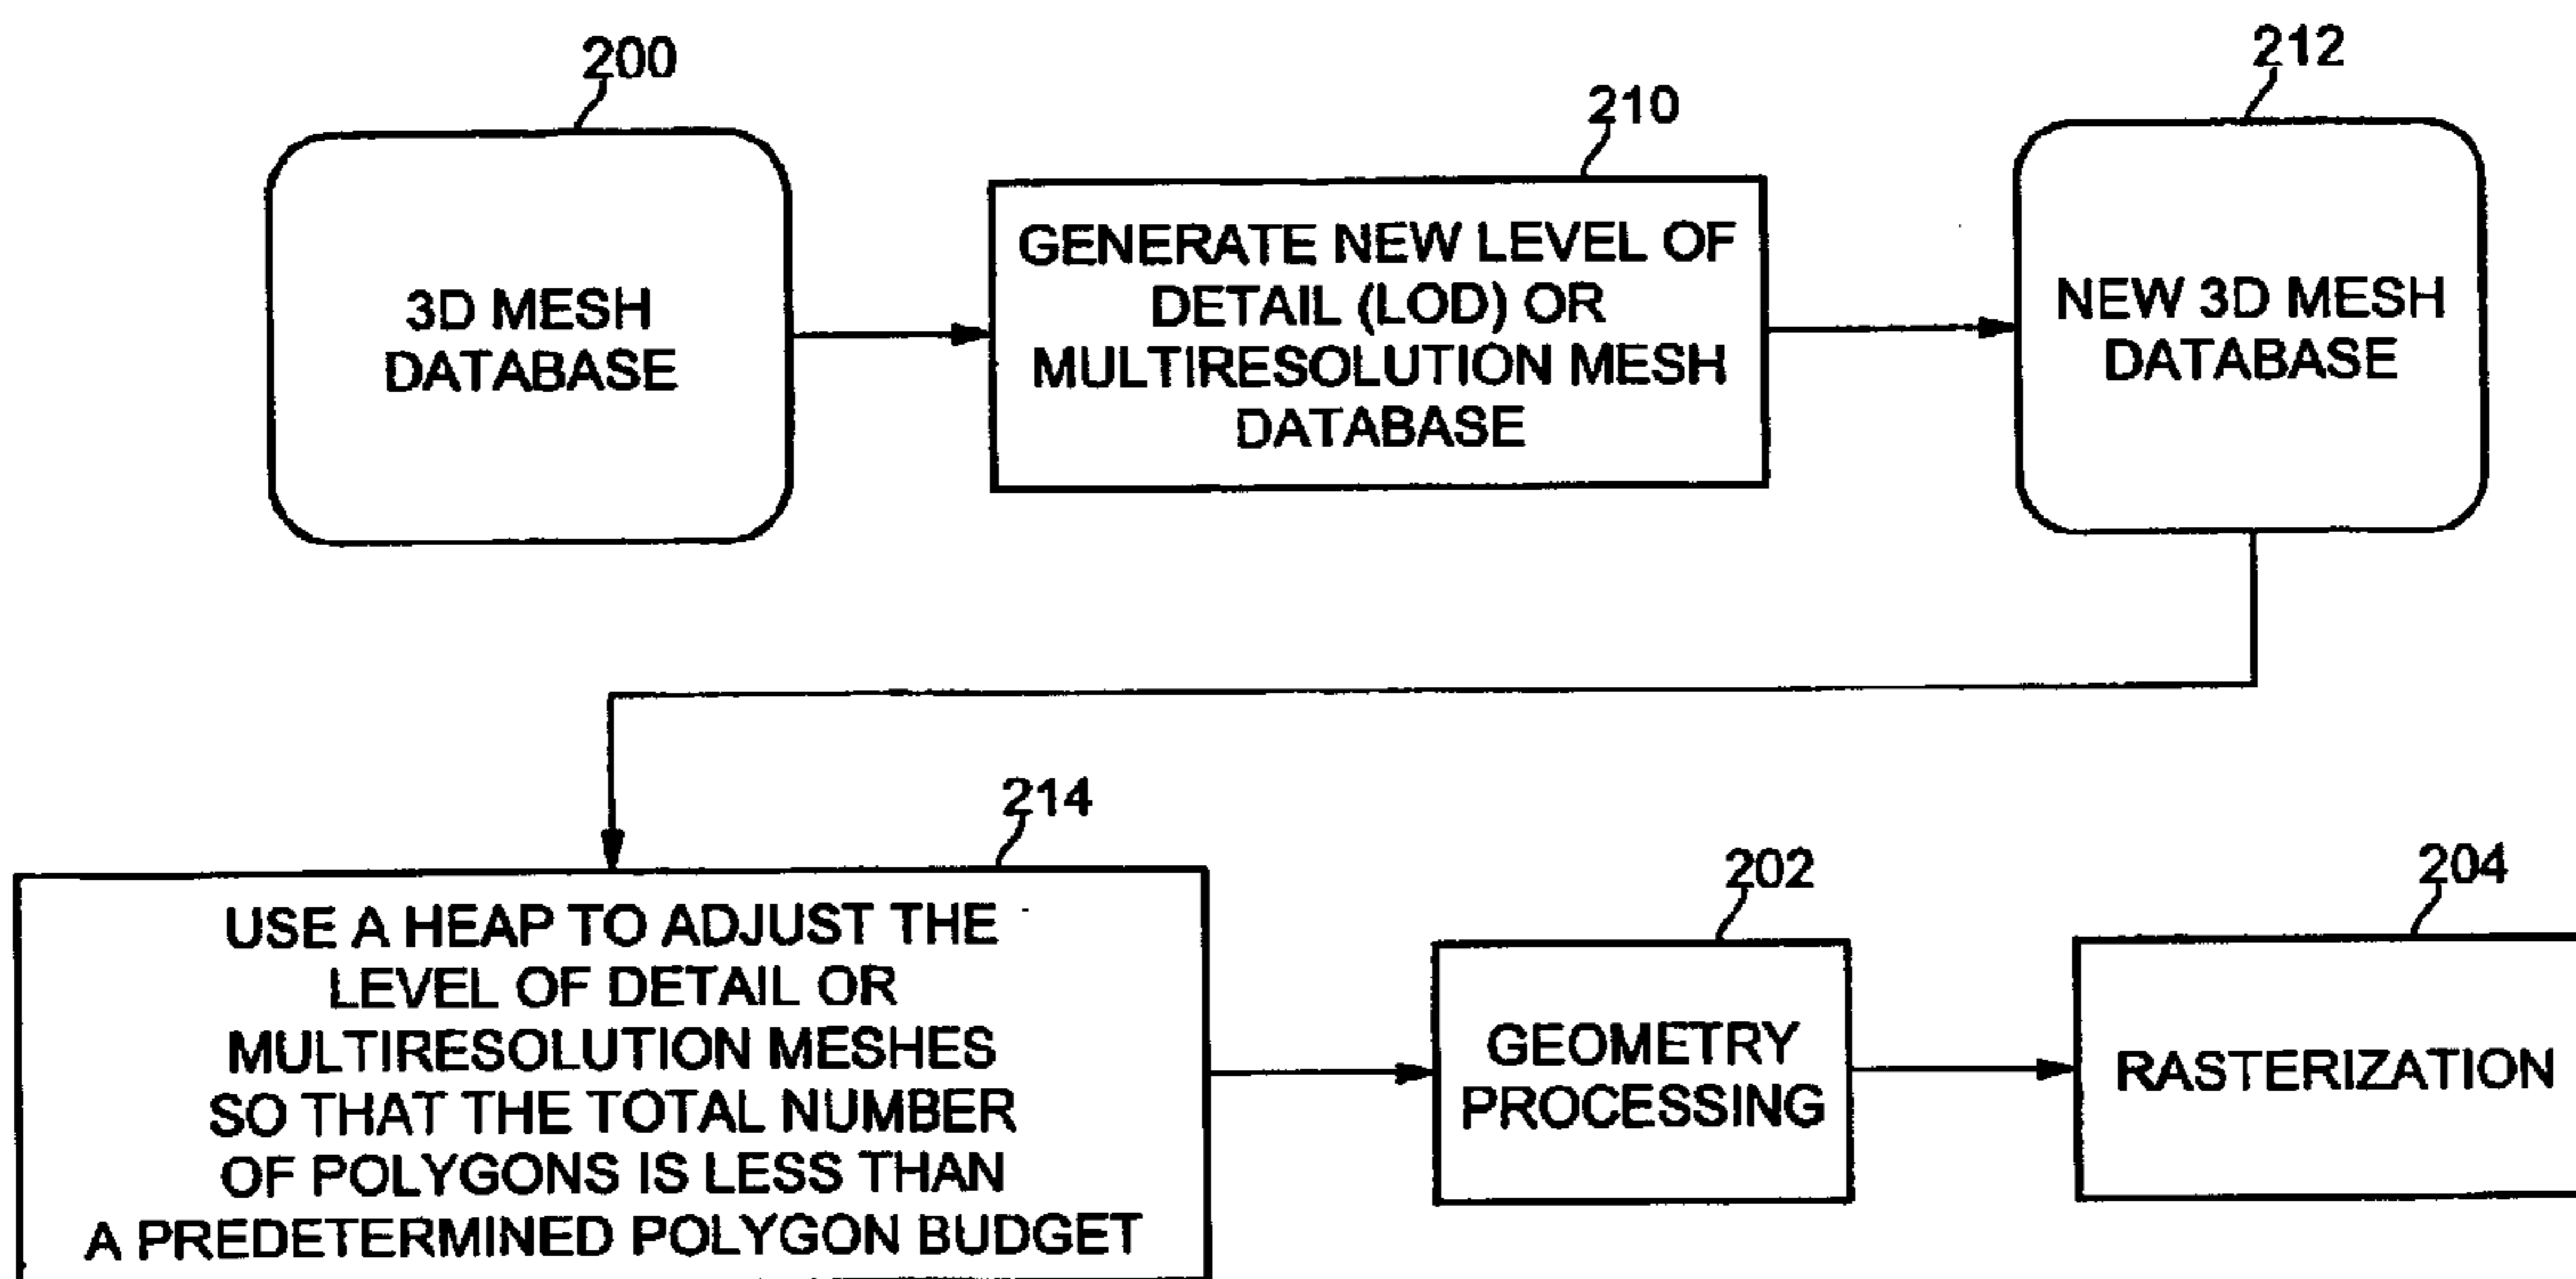 200
3D MESH
DATABASE
210
GENERATE NEW LEVEL OF
DETAIL (LOD) OR
MULTIRESOLUTION MESH
DATABASE
212
NEW 3D MESH
DATABASE
214
USE A HEAP TO ADJUST THE
LEVEL OF DETAIL OR
MULTIRESOLUTION MESHES
SO THAT THE TOTAL NUMBER
OF POLYGONS IS LESS THAN
A PREDETERMINED POLYGON BUDGET
202
GEOMETRY
PROCESSING
204
RASTERIZATION